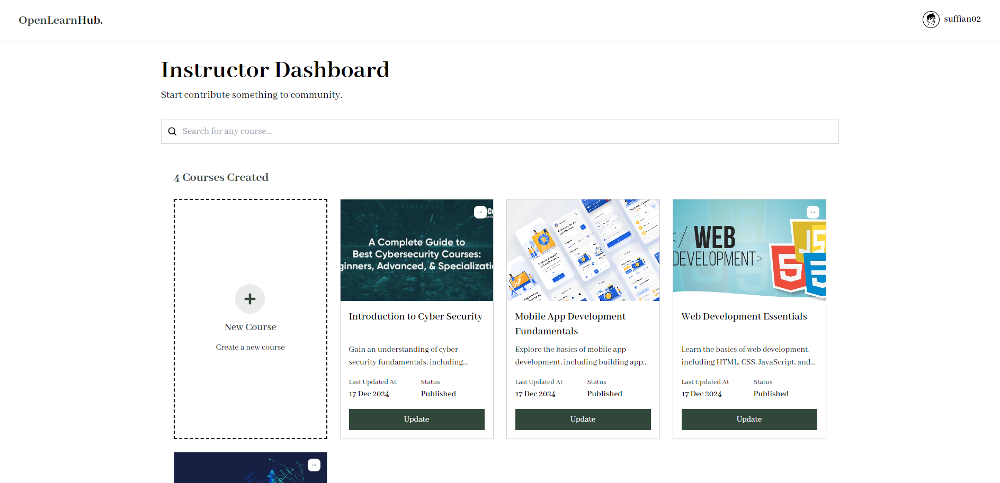 OpenLearnHub.
suffian02
Instructor Dashboard
Start contribute something to community.
Search for any course...
4 Courses Created
New Course
Create a new course
A Complete Guide to
Best Cybersecurity Courses:
ginners, Advanced, & Specializati
Introduction to Cyber Security
Gain an understanding of cyber
security fundamentals, including...
Last Updated At Status
17 Dec 2024 Published
Update
Mobile App Development
Fundamentals
Explore the basics of mobile app
development, including building app...
Last Updated At Status
17 Dec 2024 Published
Update
</ WEB
DEVELOPMENT>
Web Development Essentials
Learn the basics of web development,
including HTML, CSS, JavaScript, and...
Last Updated At Status
17 Dec 2024 Published
Update